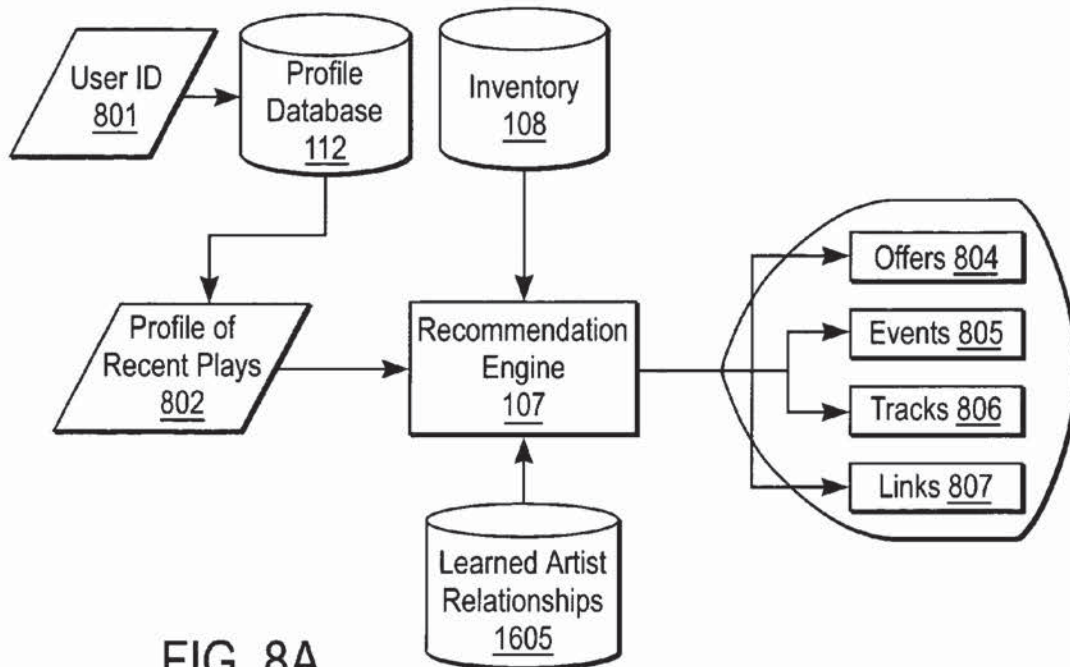 User ID
801
Profile
Database
112
Inventory
108
Profile of
Recent Plays
802
Recommendation
Engine
107
Offers 804
Events 805
Tracks 806
Links 807
Learned Artist
Relationships
1605
FIG. 8A